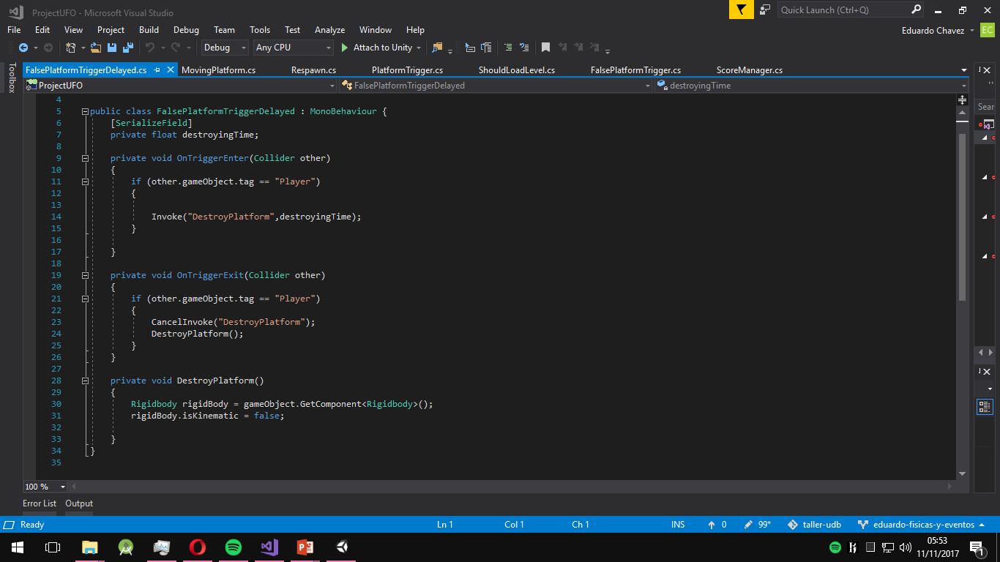 ProjectUFO - Microsoft Visual Studio
Quick Launch (Ctrl+Q)
File Edit View Project Build Debug Team Tools Test Analyze Window Help
Eduardo Chavez EC
Debug Any CPU Attach to Unity
Toolbox
FalsePlatformTriggerDelayed.cs MovingPlatform.cs Respawn.cs PlatformTrigger.cs ShouldLoadLevel.cs FalsePlatformTrigger.cs ScoreManager.cs
ProjectUFO FalsePlatformTriggerDelayed destroyingTime
Sear
4
5 public class FalsePlatformTriggerDelayed : MonoBehaviour {
6 [SerializeField]
7 private float destroyingTime;
8
9 private void OnTriggerEnter(Collider other)
10 {
11 if (other.gameObject.tag == "Player")
12 {
13
14 Invoke("DestroyPlatform",destroyingTime);
15 }
16
17 }
18
19 private void OnTriggerExit(Collider other)
20 {
21 if (other.gameObject.tag == "Player")
22 {
23 CancelInvoke("DestroyPlatform");
24 DestroyPlatform();
25 }
26 }
27
28 private void DestroyPlatform()
29 {
30 Rigidbody rigidBody = gameObject.GetComponent<Rigidbody>();
31 rigidBody.isKinematic = false;
32
33 }
34 }
35
100 %
Error List Output
Ready Ln 1 Col 1 Ch 1 INS 0 99* taller-udb eduardo-fisicas-y-eventos
05:53
11/11/2017
1